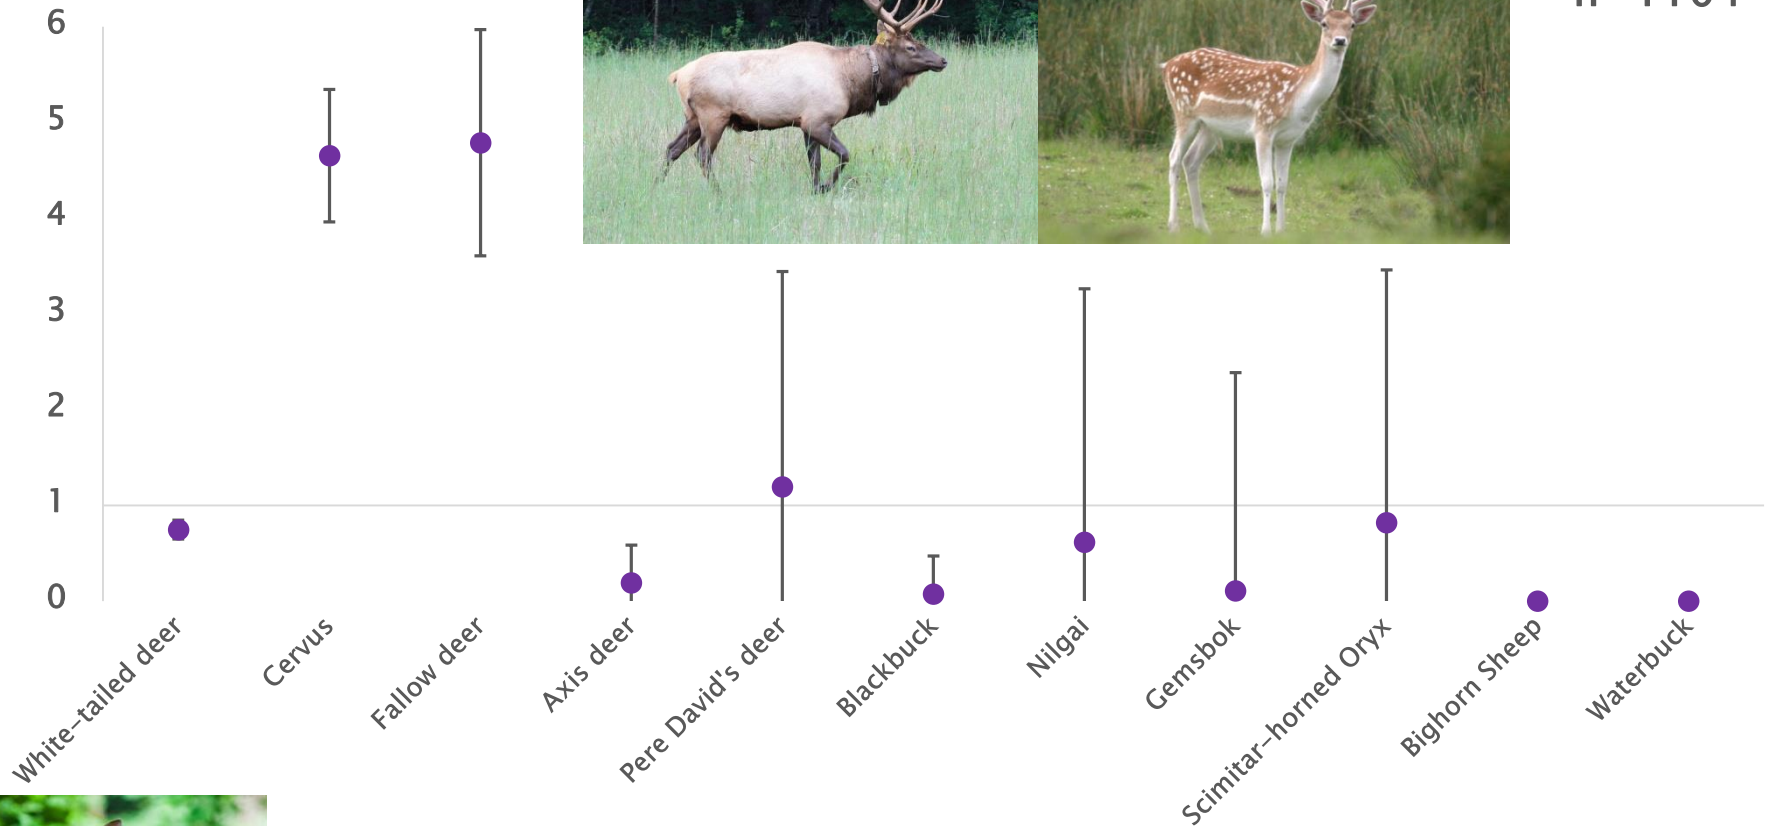 6
5
4
3
2
1
0
White-tailed deer
Cervus
Fallow deer
Axis deer
Pere David's deer
Blackbuck
Nilgai
Gemsbok
Scimitar-horned Oryx
Bighorn Sheep
Waterbuck